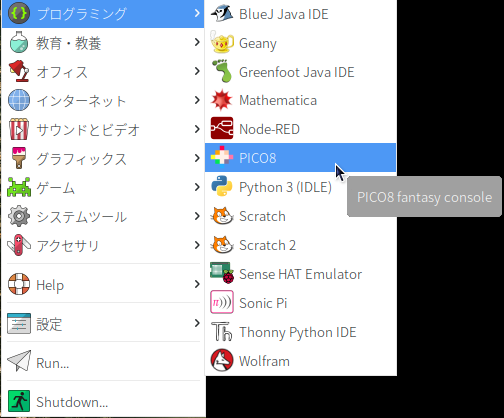 プログラミング
教育・教養
オフィス
インターネット
サウンドとビデオ
グラフィックス
ゲーム
システムツール
アクセサリ
Help
設定
Run...
Shutdown...
BlueJ Java IDE
Geany
Greenfoot Java IDE
Mathematica
Node-RED
PICO8
Python 3 (IDLE)
Scratch
Scratch 2
Sense HAT Emulator
Sonic Pi
Thonny Python IDE
Wolfram
PICO8 fantasy console